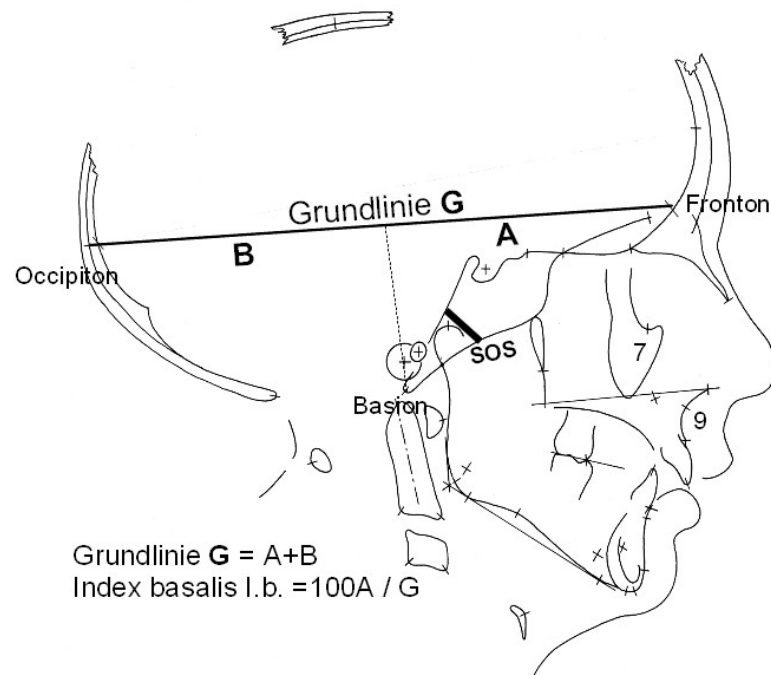 Grundlinie G
Fronton
B
A
Occipiton
SOS
7
Basion
9
Grundlinie G = A+B
Index basalis I.b. =100A / G